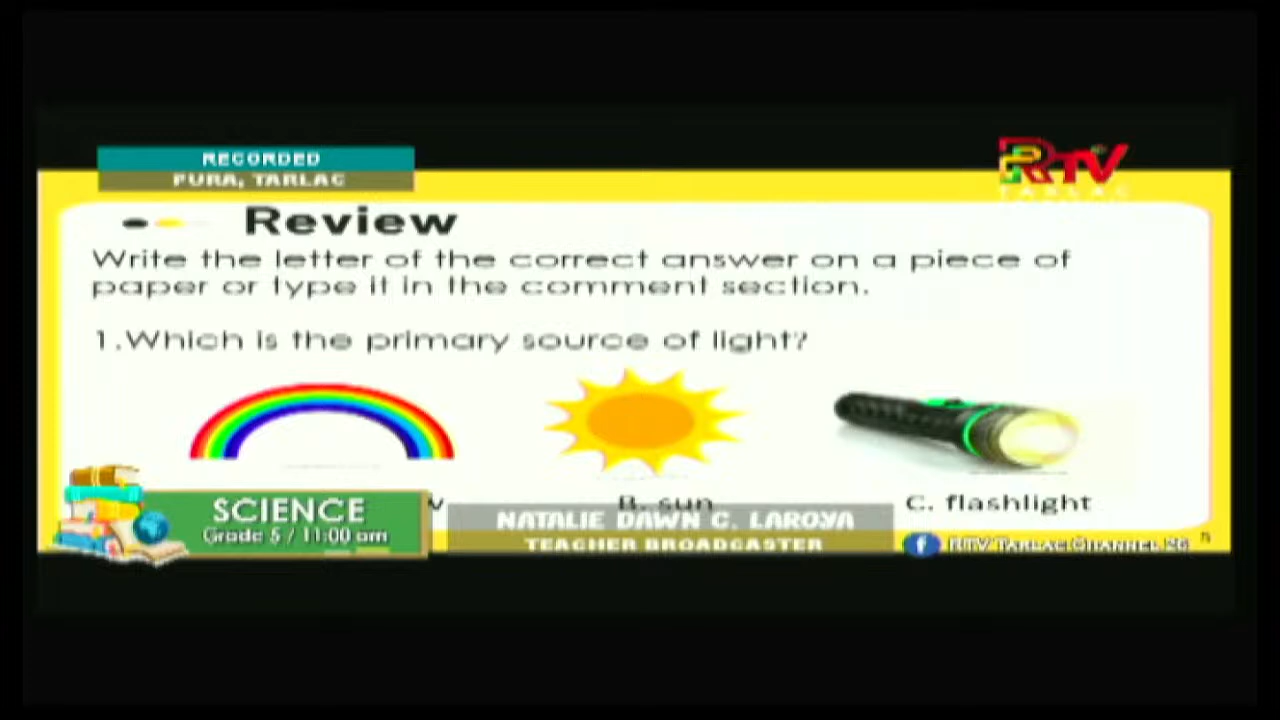 RECORDED
PURA, TARLAC
RTV
TARLAC
Review
Write the letter of the correct answer on a piece of
paper or type it in the comment section.
1.Which is the primary source of light?
B. sun
C. flashlight
SCIENCE
Grade 5 / 11:00 am
NATALIE DAWN C. LAROYA
TEACHER BROADCASTER
RTV TARLAC CHANNEL 26